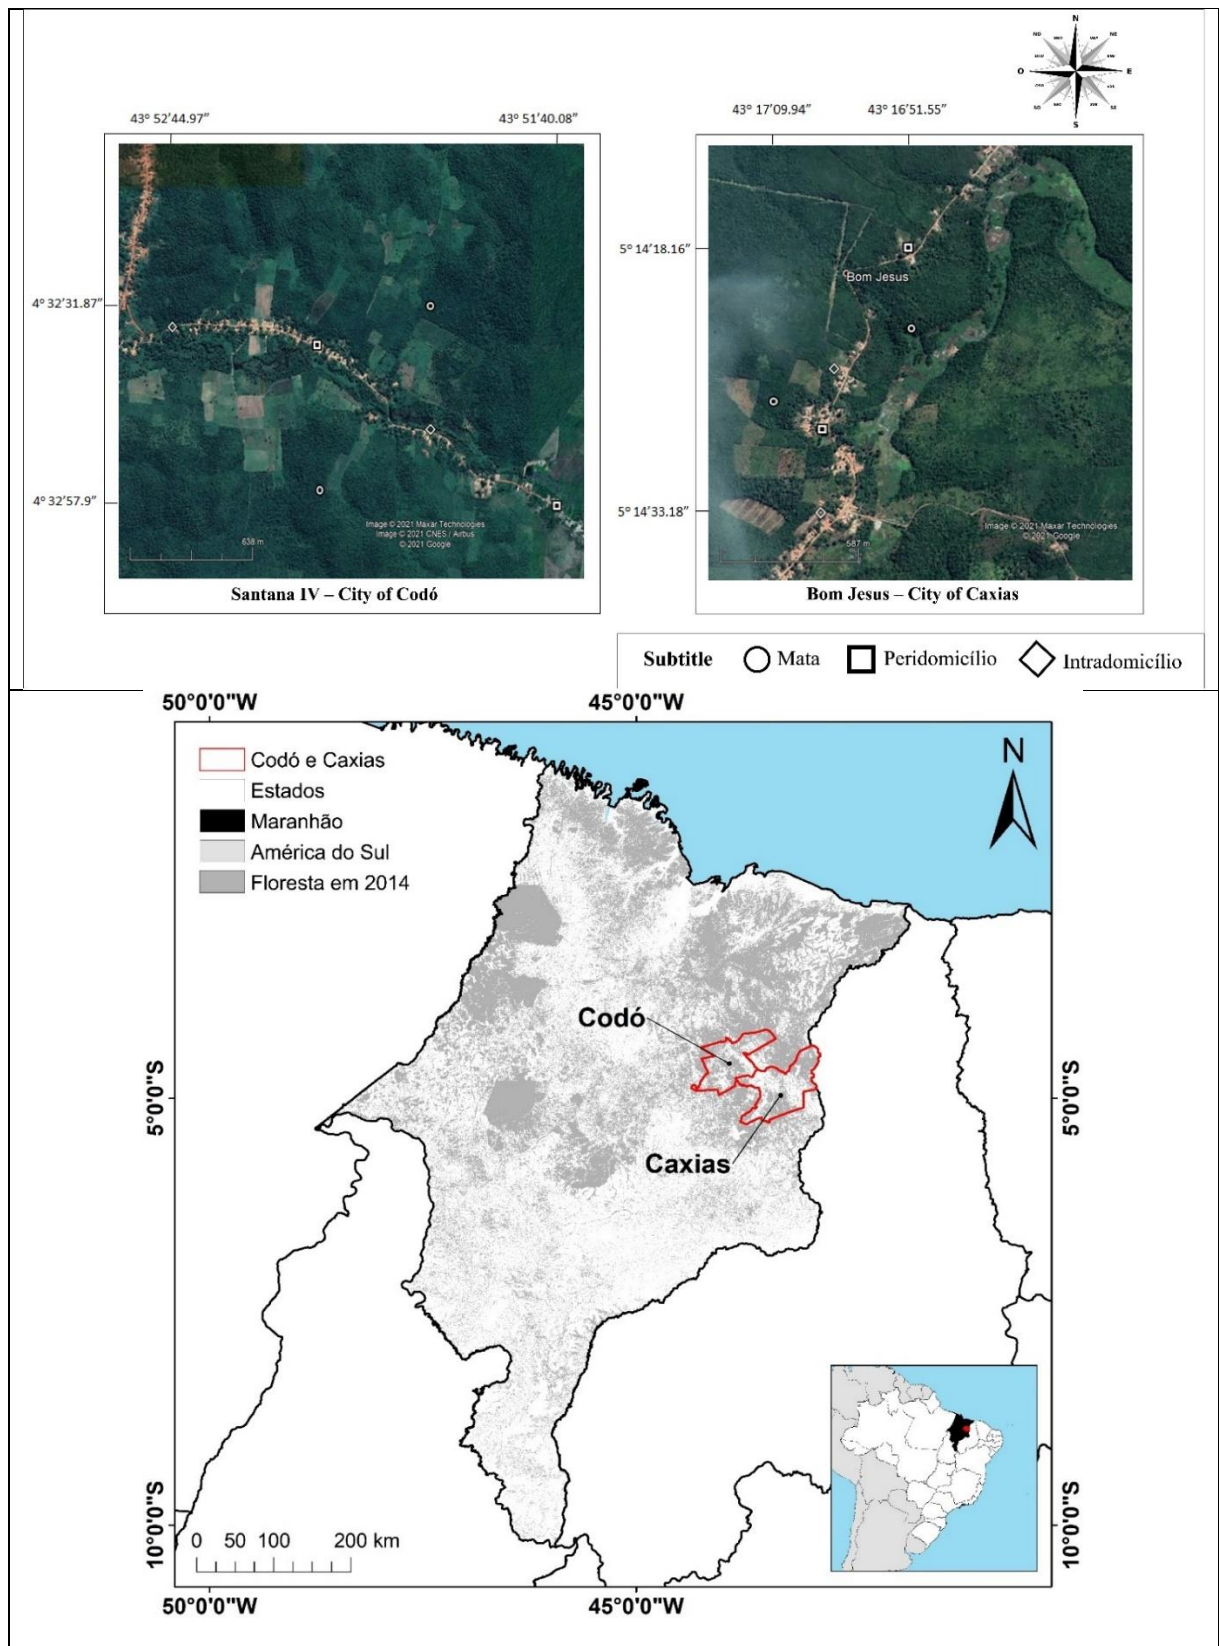 N
NO
NE
O
E
SO
SE
S
43° 52’44.97”
43° 51’40.08”
43° 17’09.94”
43° 16’51.55”
4° 32’31.87”
4° 32’57.9”
5° 14’18.16”
5° 14’33.18”
Bom Jesus
Image © 2021 Maxar Technologies
Image © 2021 CNES / Airbus
© 2021 Google
638 m
Image © 2021 Maxar Technologies
© 2021 Google
587 m
Santana IV – City of Codó
Bom Jesus – City of Caxias
Subtitle Mata Peridomicílio Intradomicílio
50°0'0"W 45°0'0"W
Codó e Caxias
Estados
Maranhão
América do Sul
Floresta em 2014
N
Codó
Caxias
5°0'0"S
5°0'0"S
10°0'0"S
10°0'0"S
0 50 100 200 km
50°0'0"W 45°0'0"W